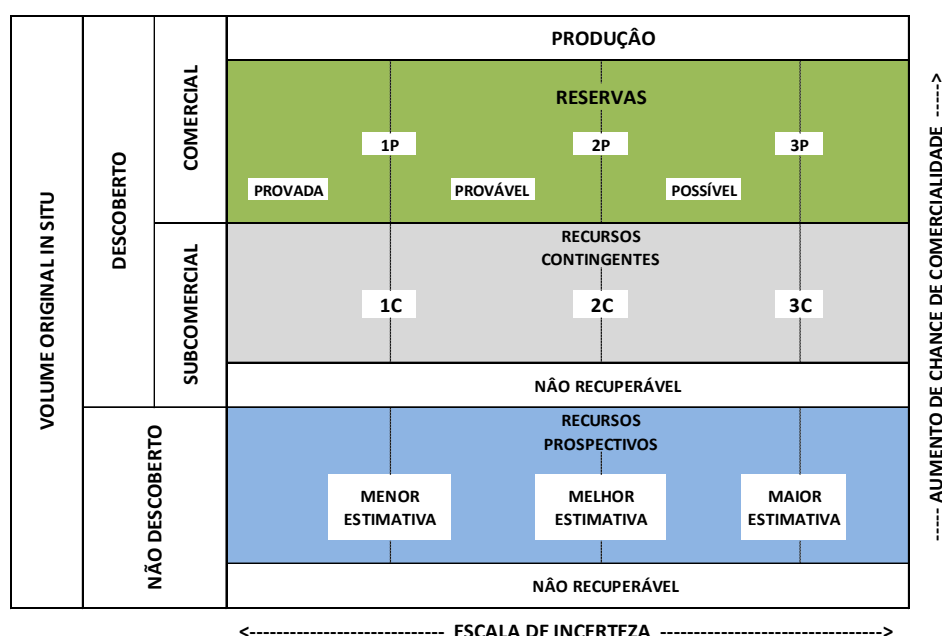 PRODUÇÂO
RESERVAS
1P
2P
3P
PROVADA
PROVÁVEL
POSSÍVEL
RECURSOS
CONTINGENTES
1C
2C
3C
NÂO RECUPERÁVEL
RECURSOS
PROSPECTIVOS
MENOR
ESTIMATIVA
MELHOR
ESTIMATIVA
MAIOR
ESTIMATIVA
NÂO RECUPERÁVEL
VOLUME ORIGINAL IN SITU
DESCOBERTO
NÃO DESCOBERTO
COMERCIAL
SUBCOMERCIAL
----- AUMENTO DE CHANCE DE COMERCIALIDADE ----->
<---------------------------- ESCALA DE INCERTEZA -------------------------------->